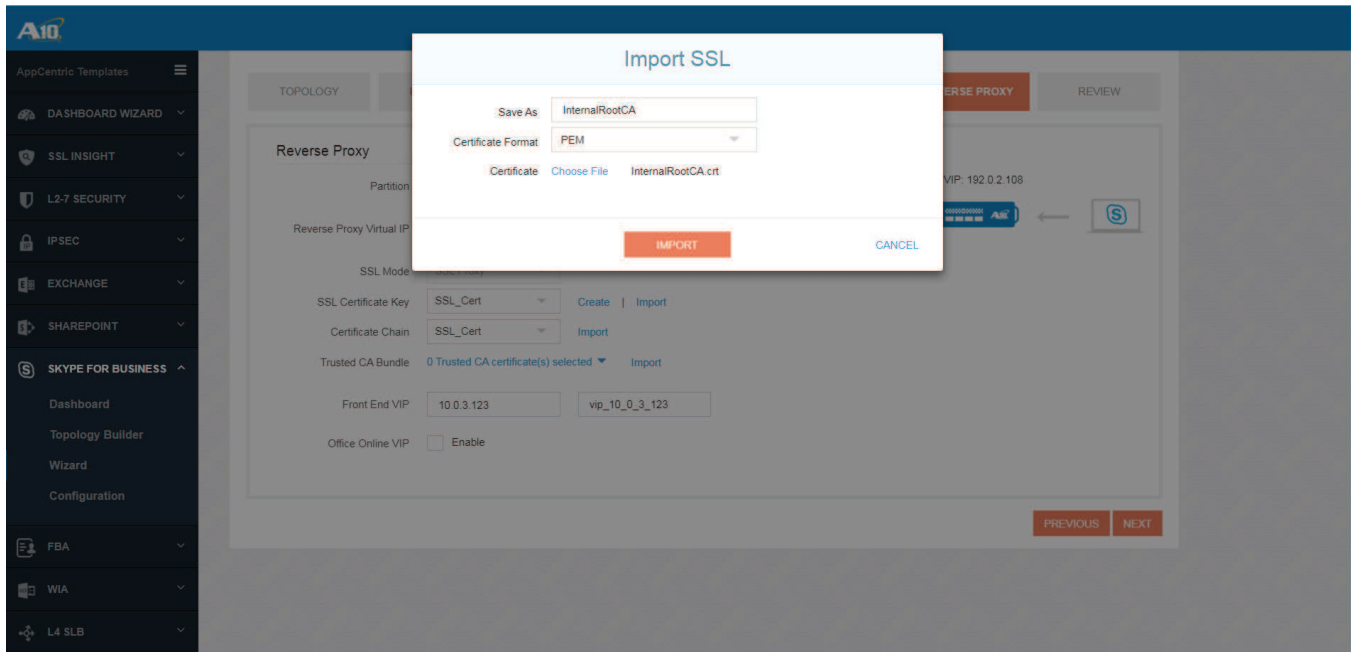 A10
AppCentric Templates
DASHBOARD WIZARD
SSL INSIGHT
L2-7 SECURITY
IPSEC
EXCHANGE
SHAREPOINT
SKYPE FOR BUSINESS
Dashboard
Topology Builder
Wizard
Configuration
FBA
WIA
L4 SLB
Import SSL
Save As InternalRootCA
Certificate Format PEM
Certificate Choose File InternalRootCA.crt
IMPORT CANCEL
TOPOLOGY ERSE PROXY REVIEW
Reverse Proxy
Partition
VIP: 192.0.2.108
A10
Reverse Proxy Virtual IP
SSL Mode SSL Proxy
SSL Certificate Key SSL_Cert Create | Import
Certificate Chain SSL_Cert Import
Trusted CA Bundle 0 Trusted CA certificate(s) selected Import
Front End VIP 10.0.3.123 vip_10_0_3_123
Office Online VIP Enable
PREVIOUS NEXT